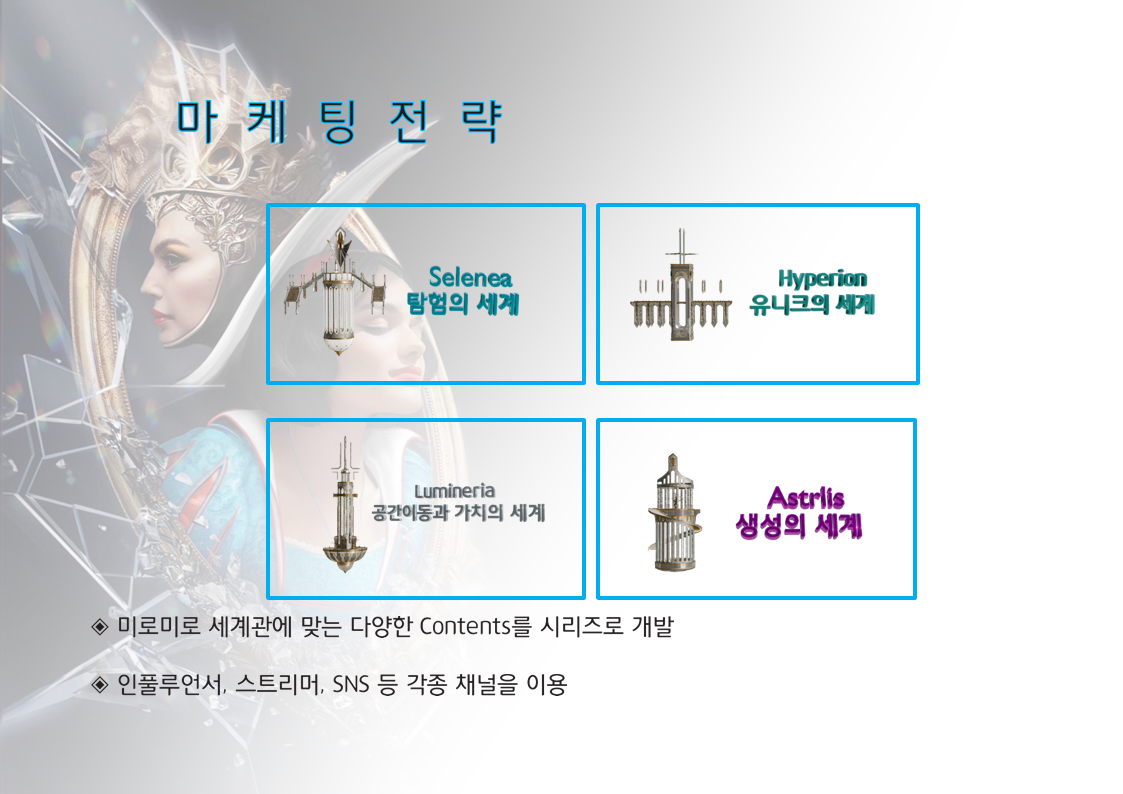 마 케 팅 전 략
Selenea
탐험의 세계
Hyperion
유니크의 세계
Lumineria
공간이동과 가치의 세계
Astrlis
생성의 세계
◈ 미로미로 세계관에 맞는 다양한 Contents를 시리즈로 개발
◈ 인풀루언서, 스트리머, SNS 등 각종 채널을 이용